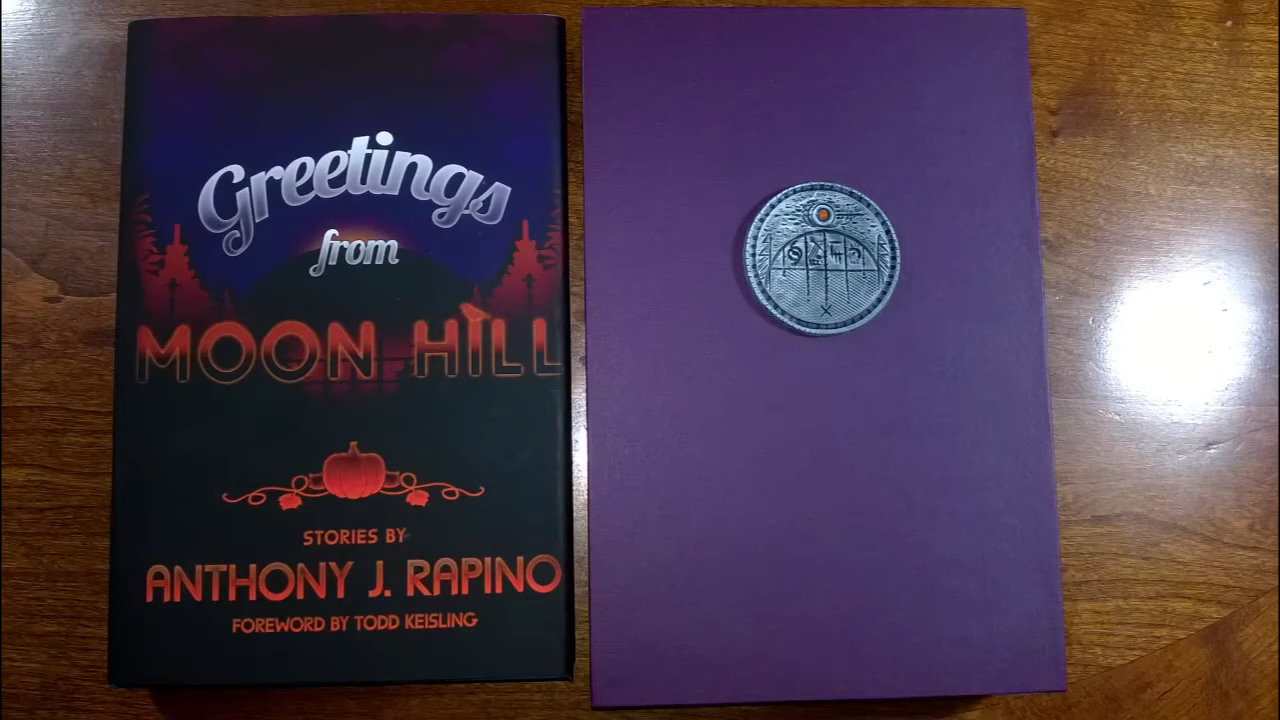 Greetings
from
MOON HILL
STORIES BY
ANTHONY J. RAPINO
FOREWORD BY TODD KEISLING